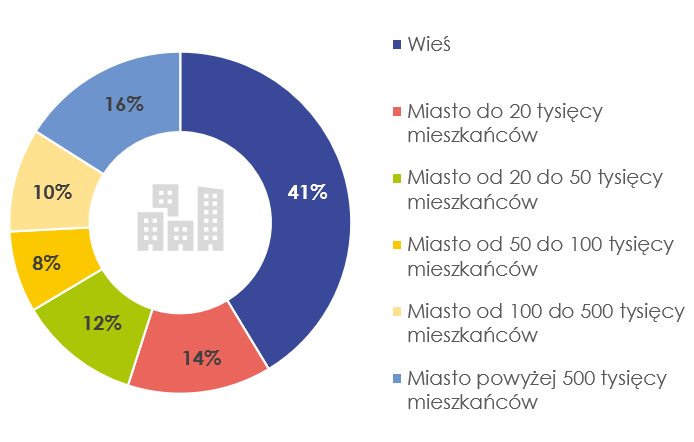 16%
41%
10%
8%
12%
14%
Wieś
Miasto do 20 tysięcy
mieszkańców
Miasto od 20 do 50 tysięcy
mieszkańców
Miasto od 50 do 100 tysięcy
mieszkańców
Miasto od 100 do 500 tysięcy
mieszkańców
Miasto powyżej 500 tysięcy
mieszkańców